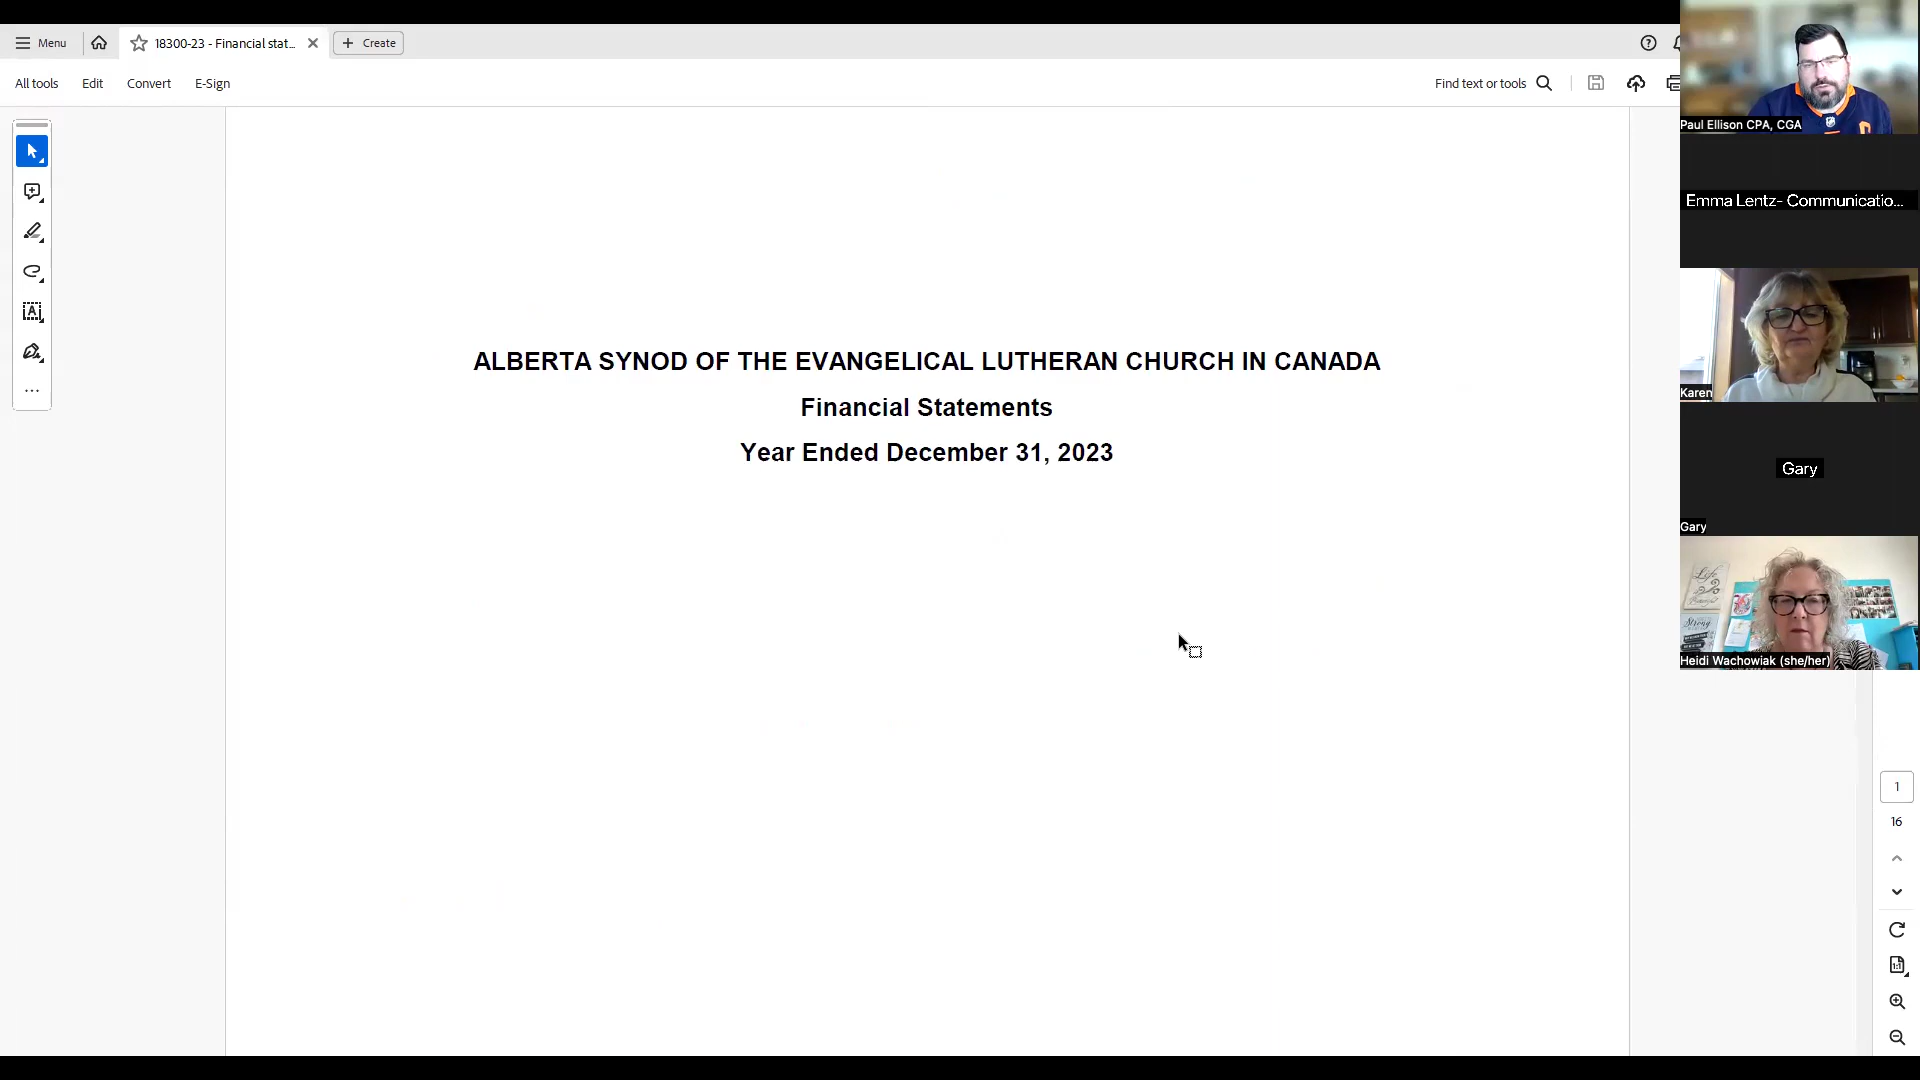 Menu
18300-23 - Financial stat...
Create
All tools
Edit
Convert
E-Sign
Find text or tools
ALBERTA SYNOD OF THE EVANGELICAL LUTHERAN CHURCH IN CANADA
Financial Statements
Year Ended December 31, 2023
Paul Ellison CPA, CGA
Emma Lentz- Communicatio...
Karen
Gary
Gary
Life
Strong
Heidi Wachowiak (she/her)
1
16